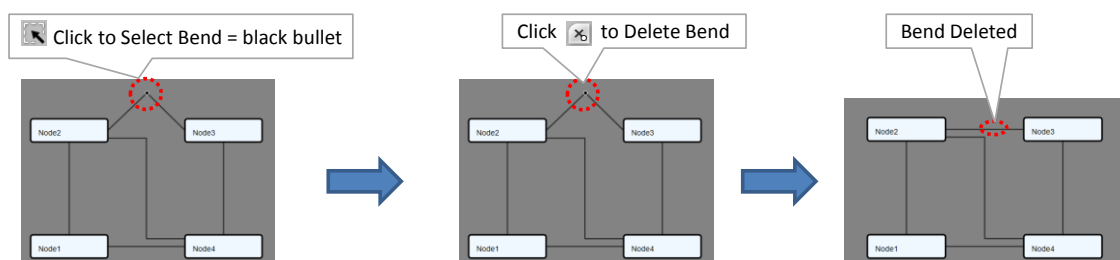 Click to Select Bend = black bullet
Click to Delete Bend
Bend Deleted
Node2 Node3
Node1 Node4
Node2 Node3
Node1 Node4
Node2 Node3
Node1 Node4